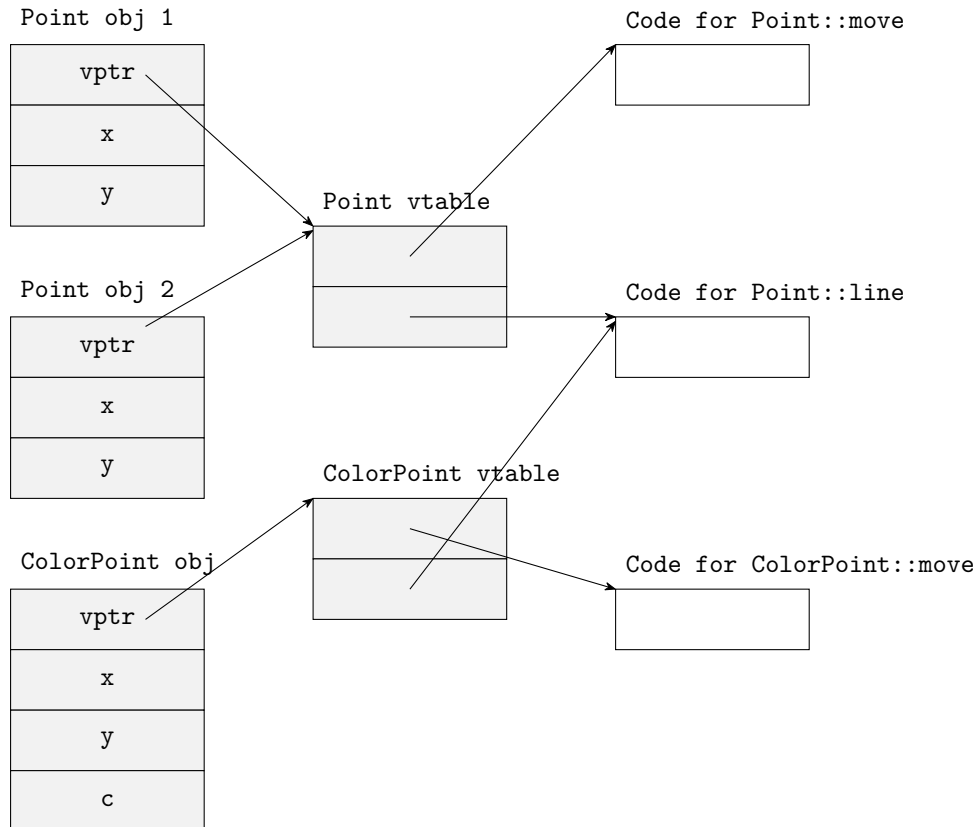 Point obj 1
vptr
x
y
Point obj 2
vptr
x
y
ColorPoint obj
vptr
x
y
c
Point vtable
ColorPoint vtable
Code for Point::move
Code for Point::line
Code for ColorPoint::move